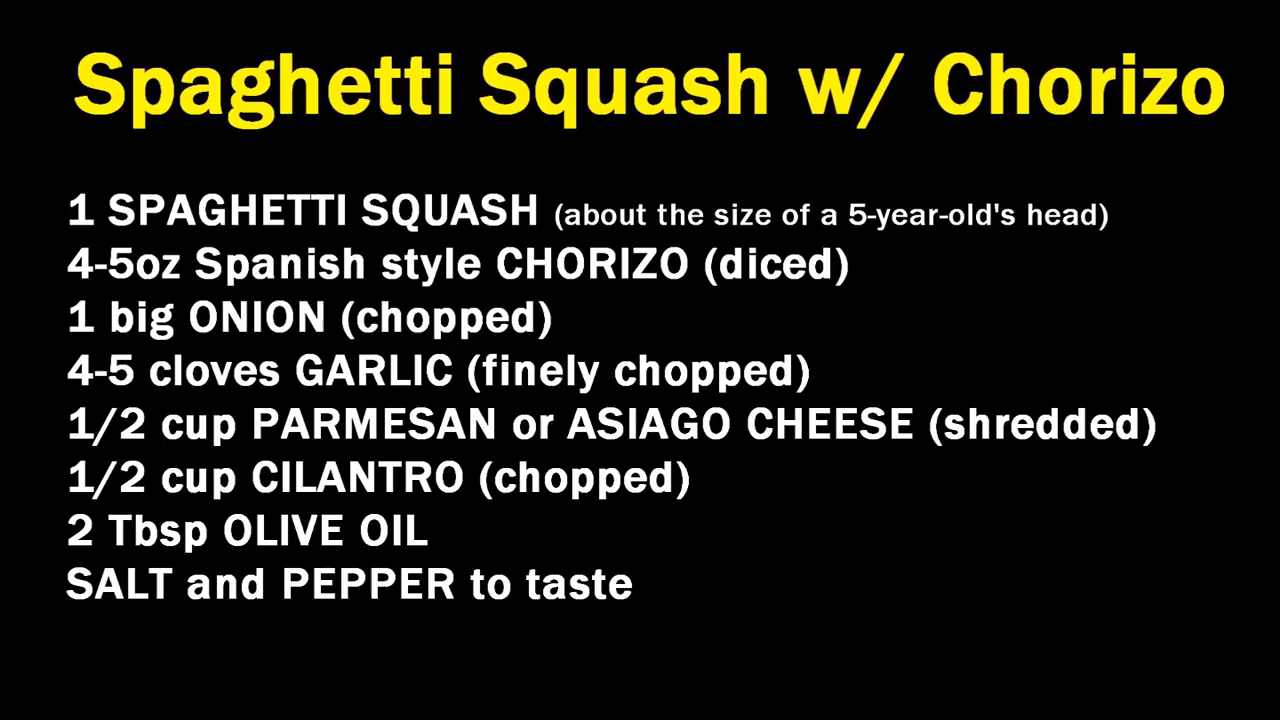 Spaghetti Squash w/ Chorizo
1 SPAGHETTI SQUASH (about the size of a 5-year-old's head)
4-5oz Spanish style CHORIZO (diced)
1 big ONION (chopped)
4-5 cloves GARLIC (finely chopped)
1/2 cup PARMESAN or ASIAGO CHEESE (shredded)
1/2 cup CILANTRO (chopped)
2 Tbsp OLIVE OIL
SALT and PEPPER to taste